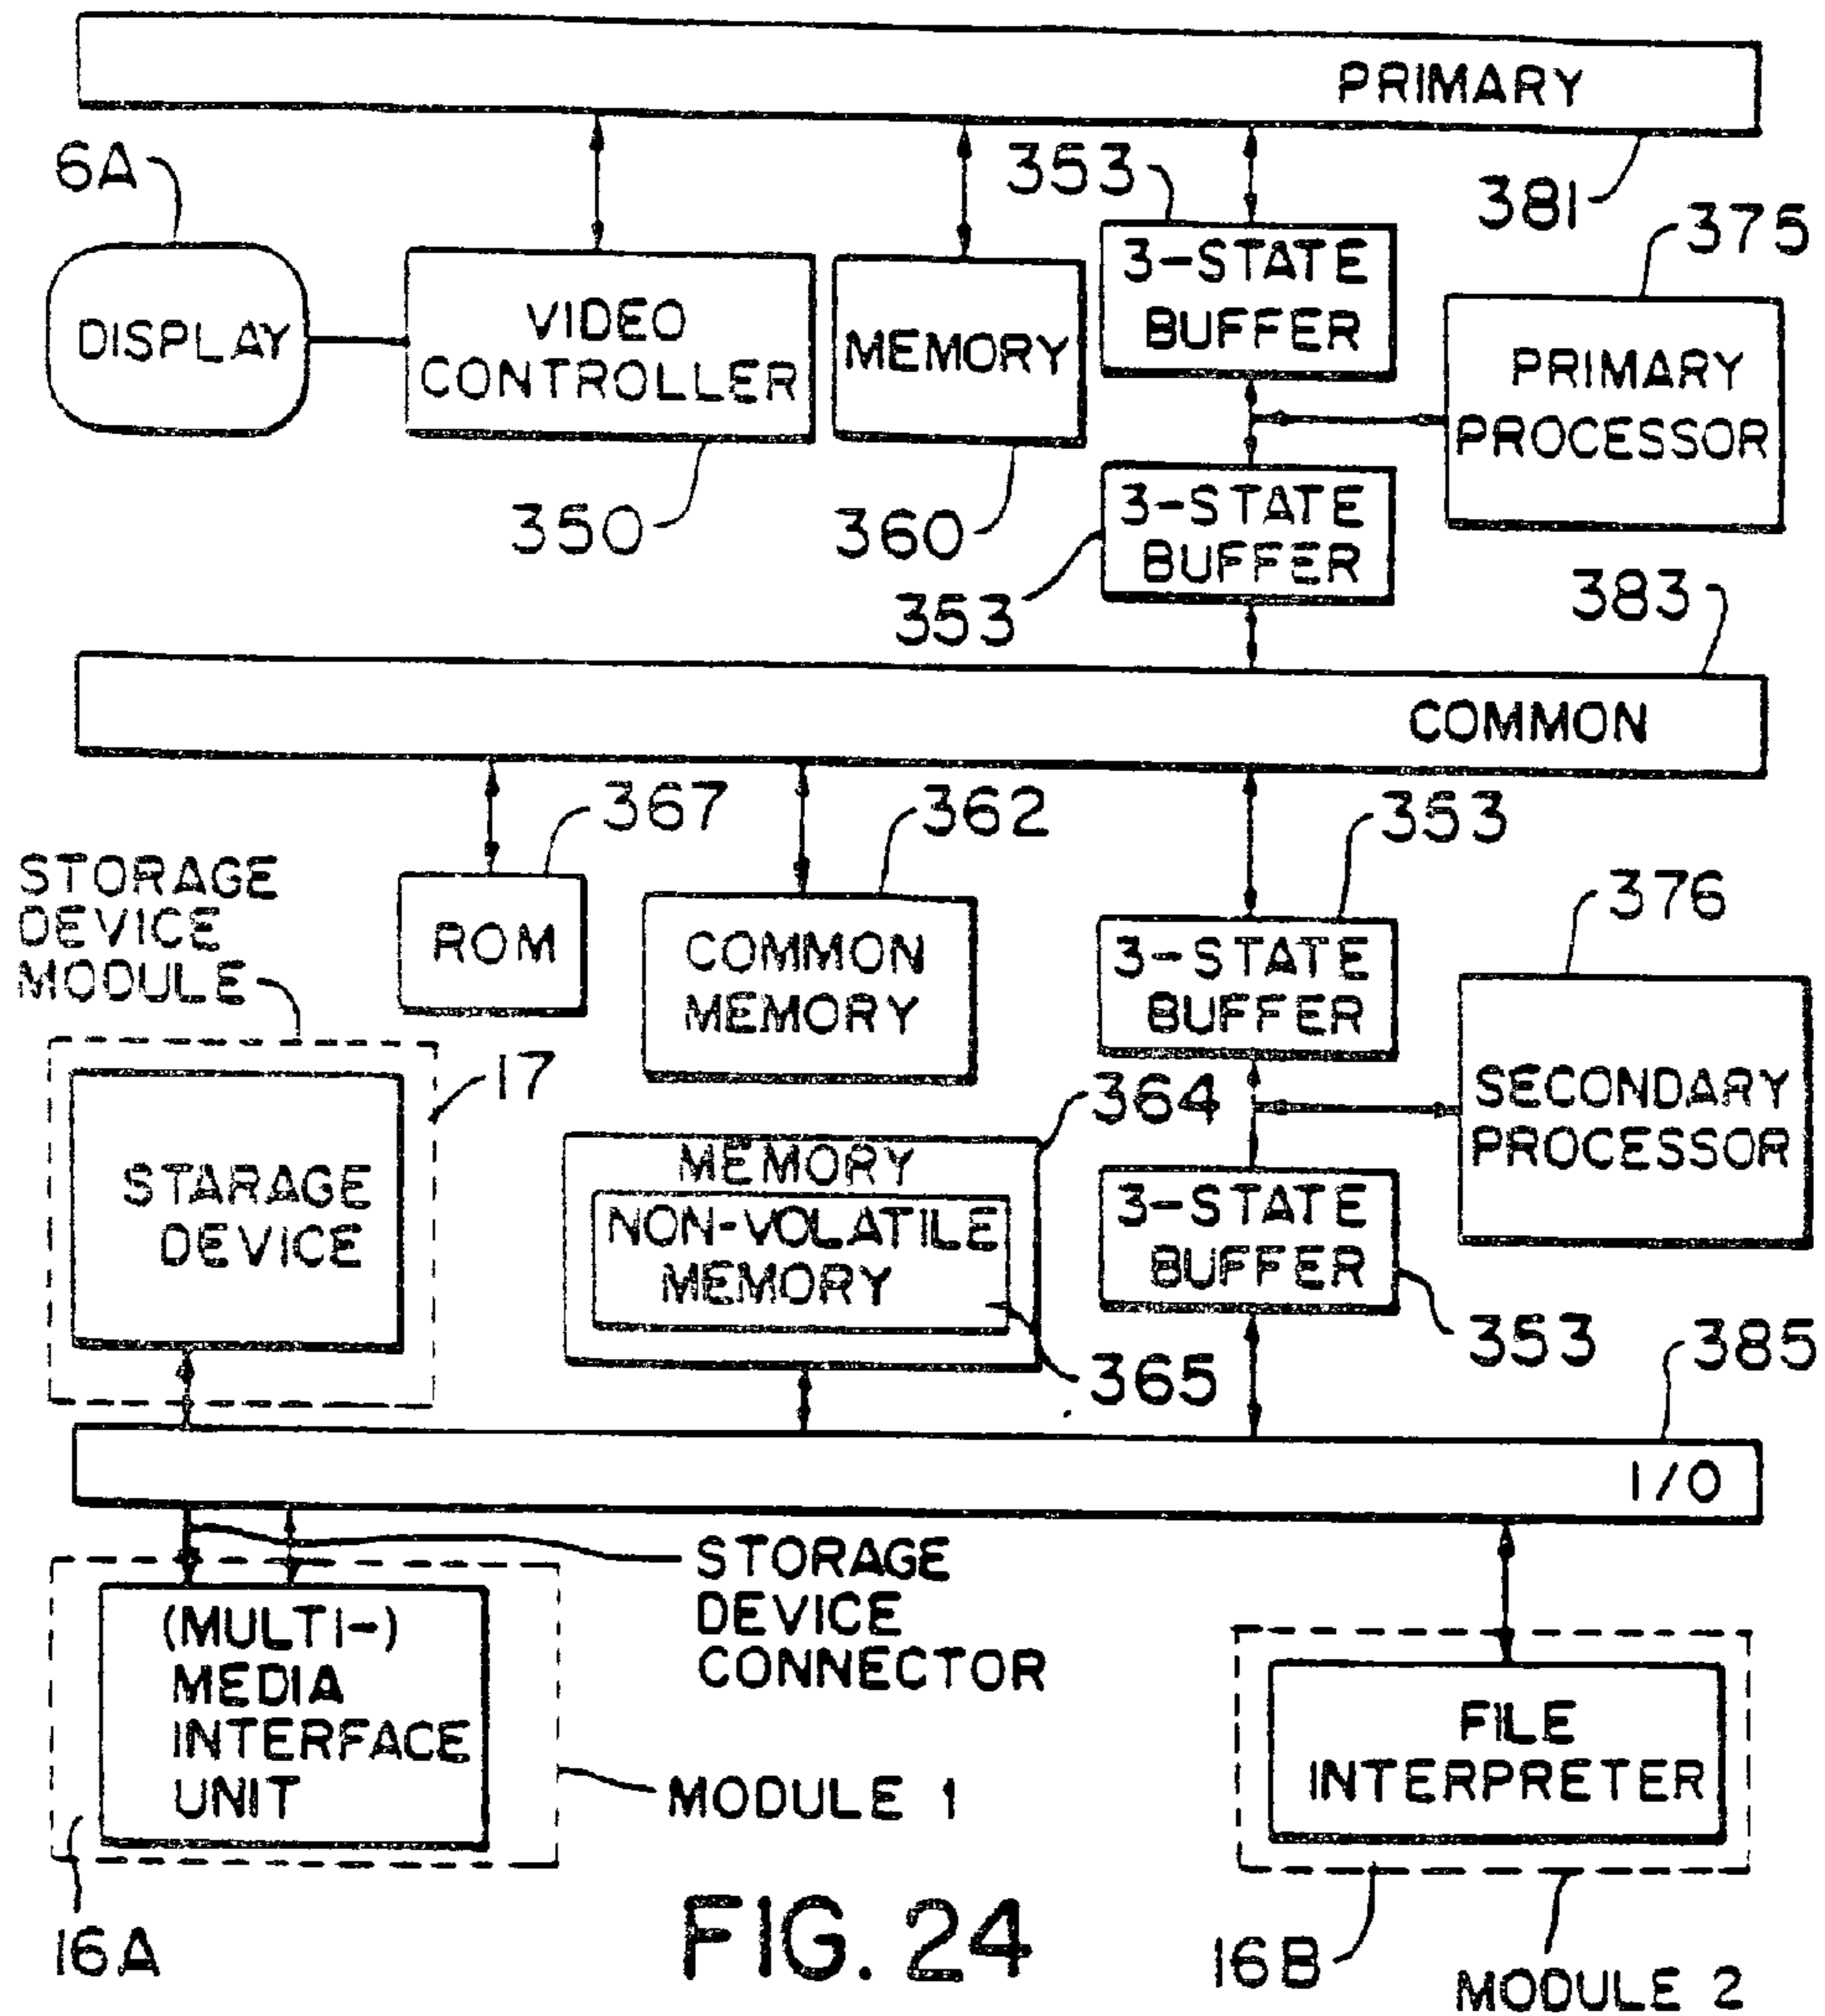 PRIMARY
6A
353
381
375
3-STATE
BUFFER
DISPLAY
VIDEO
CONTROLLER
MEMORY
PRIMARY
PROCESSOR
350
360
3-STATE
BUFFER
353
383
COMMON
367
362
353
STORAGE
DEVICE
MODULE
ROM
COMMON
MEMORY
3-STATE
BUFFER
376
17
364
SECONDARY
PROCESSOR
STARAGE
DEVICE
MEMORY
NON-VOLATILE
MEMORY
3-STATE
BUFFER
365
353
385
I/O
STORAGE
DEVICE
CONNECTOR
(MULTI-)
MEDIA
INTERFACE
UNIT
MODULE 1
FILE
INTERPRETER
16A
FIG. 24
16B
MODULE 2